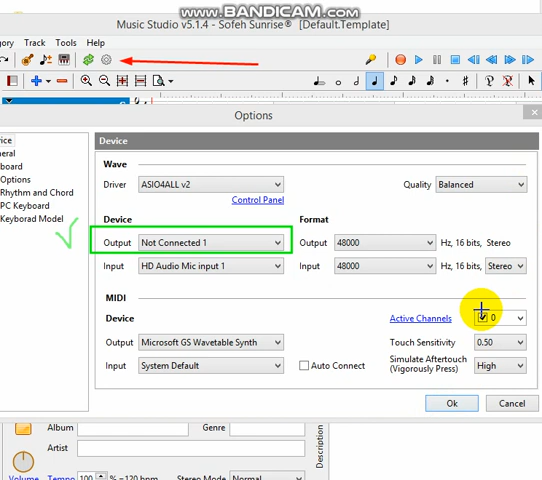 www.BANDICAM.com
Music Studio v5.1.4 - Sofeh Sunrise® [Default.Template]
gory Track Tools Help
Options
ice
Device
neral
board
Options
Rhythm and Chord
PC Keyboard
Keyborad Model
Wave
Driver ASIO4ALL v2 Quality Balanced
Control Panel
Device Format
Output Not Connected 1 Output 48000 Hz, 16 bits, Stereo
Input HD Audio Mic input 1 Input 48000 Hz, 16 bits, Stereo
MIDI
Device Active Channels 0
Output Microsoft GS Wavetable Synth Touch Sensitivity 0.50
Input System Default Auto Connect Simulate Aftertouch (Vigorously Press) High
Ok Cancel
Album Genre
Artist
Description
Volume Tempo 100 % =120 bpm Stereo Mode Normal